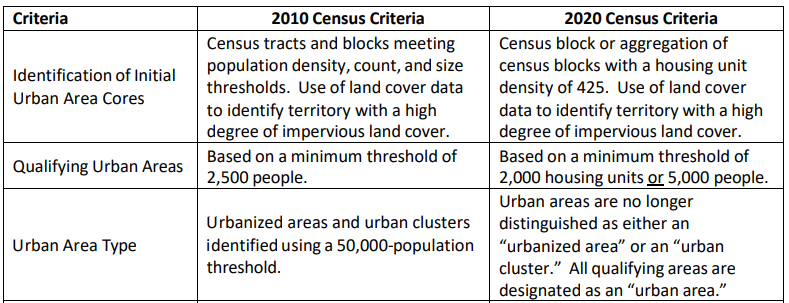 Criteria
2010 Census Criteria
2020 Census Criteria
Identification of Initial
Urban Area Cores
Census tracts and blocks meeting
population density, count, and size
thresholds.  Use of land cover data
to identify territory with a high
degree of impervious land cover.
Census block or aggregation of
census blocks with a housing unit
density of 425.  Use of land cover
data to identify territory with a high
degree of impervious land cover.
Qualifying Urban Areas
Based on a minimum threshold of
2,500 people.
Based on a minimum threshold of
2,000 housing units or 5,000 people.
Urban Area Type
Urbanized areas and urban clusters
identified using a 50,000-population
threshold.
Urban areas are no longer
distinguished as either an
“urbanized area” or an “urban
cluster.”  All qualifying areas are
designated as an “urban area.”